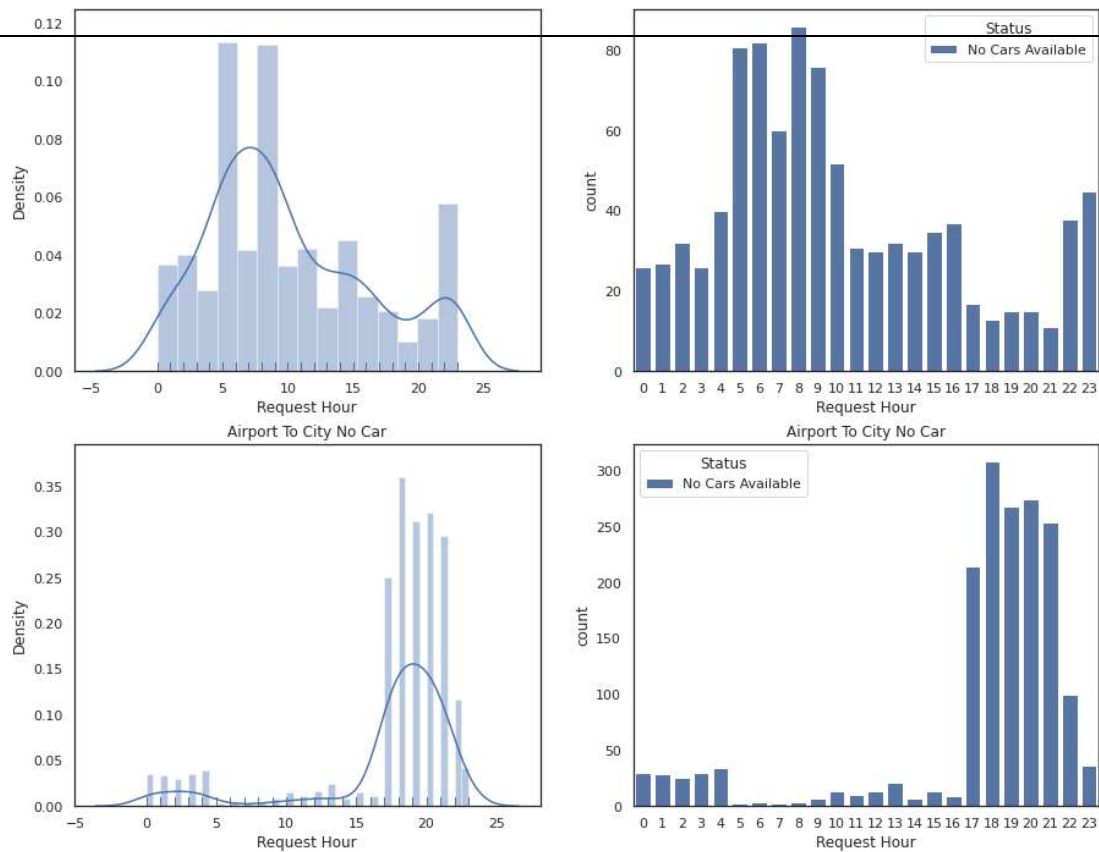 0.12
0.10
0.08
0.06
0.04
0.02
0.00
Density
−5 0 5 10 15 20 25
Request Hour
80
60
40
20
0
count
Status
No Cars Available
0 1 2 3 4 5 6 7 8 9 10 11 12 13 14 15 16 17 18 19 20 21 22 23
Request Hour
Airport To City No Car
0.35
0.30
0.25
0.20
0.15
0.10
0.05
0.00
Density
−5 0 5 10 15 20 25
Request Hour
Airport To City No Car
300
250
200
150
100
50
0
count
Status
No Cars Available
0 1 2 3 4 5 6 7 8 9 10 11 12 13 14 15 16 17 18 19 20 21 22 23
Request Hour